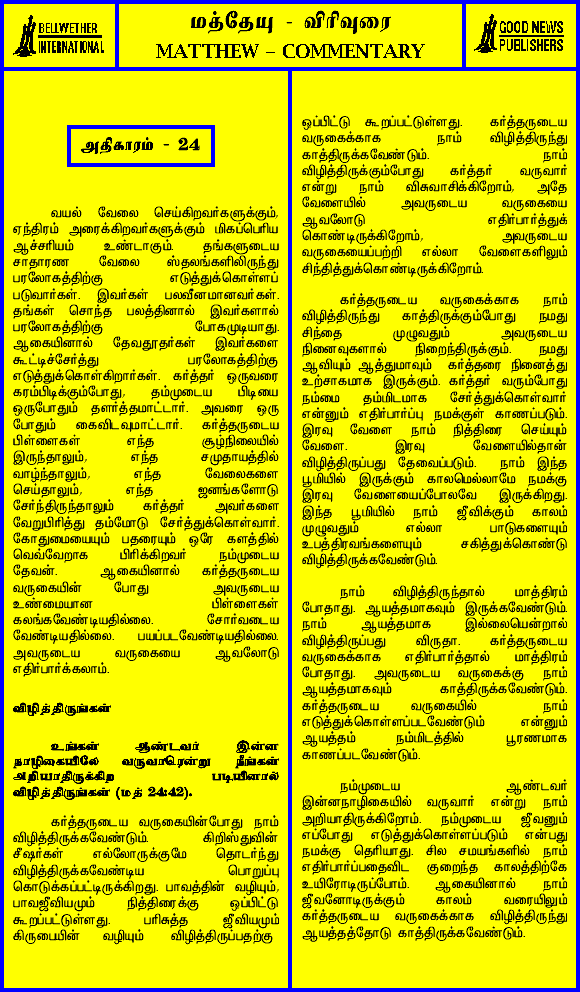 BELLWETHER
INTERNATIONAL
மத்தேயு - விரிவுரை
MATTHEW – COMMENTARY
GOOD NEWS
PUBLISHERS
அதிகாரம் - 24
வயல் வேலை செய்கிறவர்களுக்கும்,
ஏந்திரம் அரைக்கிறவர்களுக்கும் மிகப்பெரிய
ஆச்சரியம் உண்டாகும். தங்களுடைய
சாதாரண வேலை ஸ்தலங்களிலிருந்து
பரலோகத்திற்கு எடுத்துக்கொள்ளப்
படுவார்கள். இவர்கள் பலவீனமானவர்கள்.
தங்கள் சொந்த பலத்தினால் இவர்களால்
பரலோகத்திற்கு போகமுடியாது.
ஆகையினால் தேவதூதர்கள் இவர்களை
கூட்டிச்சேர்த்து பரலோகத்திற்கு
எடுத்துக்கொள்கிறார்கள். கர்த்தர் ஒருவரை
கரம்பிடிக்கும்போது, தம்முடைய பிடியை
ஒருபோதும் தளர்த்தமாட்டார். அவரை ஒரு
போதும் கைவிடவுமாட்டார். கர்த்தருடைய
பிள்ளைகள் எந்த சூழ்நிலையில்
இருந்தாலும், எந்த சமுதாயத்தில்
வாழ்ந்தாலும், எந்த வேலைகளை
செய்தாலும், எந்த ஜனங்களோடு
சேர்ந்திருந்தாலும் கர்த்தர் அவர்களை
வேறுபிரித்து தம்மோடு சேர்த்துக்கொள்வார்.
கோதுமையையும் பதரையும் ஒரே களத்தில்
வெவ்வேறாக பிரிக்கிறவர் நம்முடைய
தேவன். ஆகையினால் கர்த்தருடைய
வருகையின் போது அவருடைய
உண்மையான பிள்ளைகள்
கலங்கவேண்டியதில்லை. சோர்வடைய
வேண்டியதில்லை. பயப்படவேண்டியதில்லை.
அவருடைய வருகையை ஆவலோடு
எதிர்பார்க்கலாம்.
விழித்திருங்கள்
உங்கள் ஆண்டவர் இன்ன
நாழிகையிலே வருவாரென்று நீங்கள்
அறியாதிருக்கிற படியினால்
விழித்திருங்கள் (மத் 24:42).
கர்த்தருடைய வருகையின்போது நாம்
விழித்திருக்கவேண்டும். கிறிஸ்துவின்
சீஷர்கள் எல்லோருக்குமே தொடர்ந்து
விழித்திருக்கவேண்டிய பொறுப்பு
கொடுக்கப்பட்டிருக்கிறது. பாவத்தின் வழியும்,
பாவஜீவியமும் நித்திரைக்கு ஒப்பிட்டு
கூறப்பட்டுள்ளது. பரிசுத்த ஜீவியமும்
கிருபையின் வழியும் விழித்திருப்பதற்கு
ஒப்பிட்டு கூறப்பட்டுள்ளது. கர்த்தருடைய
வருகைக்காக நாம் விழித்திருந்து
காத்திருக்கவேண்டும். நாம்
விழித்திருக்கும்போது கர்த்தர் வருவார்
என்று நாம் விசுவாசிக்கிறோம், அதே
வேளையில் அவருடைய வருகையை
ஆவலோடு எதிர்பார்த்துக்
கொண்டிருக்கிறோம், அவருடைய
வருகையைப்பற்றி எல்லா வேளைகளிலும்
சிந்தித்துக்கொண்டிருக்கிறோம்.
கர்த்தருடைய வருகைக்காக நாம்
விழித்திருந்து காத்திருக்கும்போது நமது
சிந்தை முழுவதும் அவருடைய
நினைவுகளால் நிறைந்திருக்கும். நமது
ஆவியும் ஆத்துமாவும் கர்த்தரை நினைத்து
உற்சாகமாக இருக்கும். கர்த்தர் வரும்போது
நம்மை தம்மிடமாக சேர்த்துக்கொள்வார்
என்னும் எதிர்பார்ப்பு நமக்குள் காணப்படும்.
இரவு வேளை நாம் நித்திரை செய்யும்
வேளை. இரவு வேளையில்தான்
விழித்திருப்பது தேவைப்படும். நாம் இந்த
பூமியில் இருக்கும் காலமெல்லாமே நமக்கு
இரவு வேளையைப்போலவே இருக்கிறது.
இந்த பூமியில் நாம் ஜீவிக்கும் காலம்
முழுவதும் எல்லா பாடுகளையும்
உபத்திரவங்களையும் சகித்துக்கொண்டு
விழித்திருக்கவேண்டும்.
நாம் விழித்திருந்தால் மாத்திரம்
போதாது. ஆயத்தமாகவும் இருக்கவேண்டும்.
நாம் ஆயத்தமாக இல்லையென்றால்
விழித்திருப்பது விருதா. கர்த்தருடைய
வருகைக்காக எதிர்பார்த்தால் மாத்திரம்
போதாது. அவருடைய வருகைக்கு நாம்
ஆயத்தமாகவும் காத்திருக்கவேண்டும்.
கர்த்தருடைய வருகையில் நாம்
எடுத்துக்கொள்ளப்படவேண்டும் என்னும்
ஆயத்தம் நம்மிடத்தில் பூரணமாக
காணப்படவேண்டும்.
நம்முடைய ஆண்டவர்
இன்னநாழிகையில் வருவார் என்று நாம்
அறியாதிருக்கிறோம். நம்முடைய ஜீவனும்
எப்போது எடுத்துக்கொள்ளப்படும் என்பது
நமக்கு தெரியாது. சில சமயங்களில் நாம்
எதிர்பார்ப்பதைவிட குறைந்த காலத்திற்கே
உயிரோடிருப்போம். ஆகையினால் நாம்
ஜீவனோடிருக்கும் காலம் வரையிலும்
கர்த்தருடைய வருகைக்காக விழித்திருந்து
ஆயத்தத்தோடு காத்திருக்கவேண்டும்.